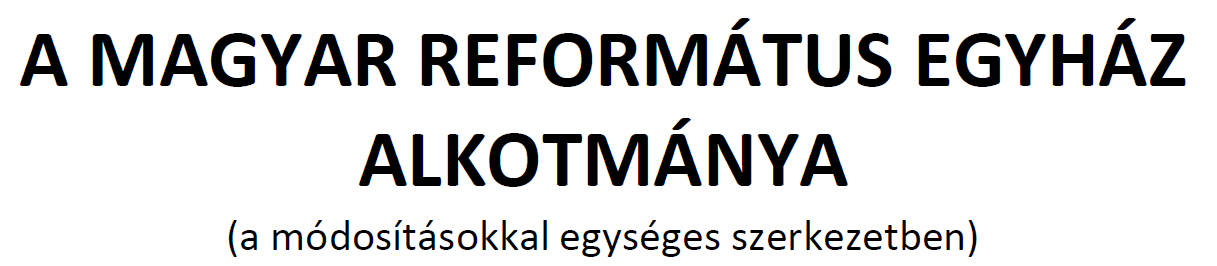 A MAGYAR REFORMÁTUS EGYHÁZ
ALKOTMÁNYA
(a módosításokkal egységes szerkezetben)